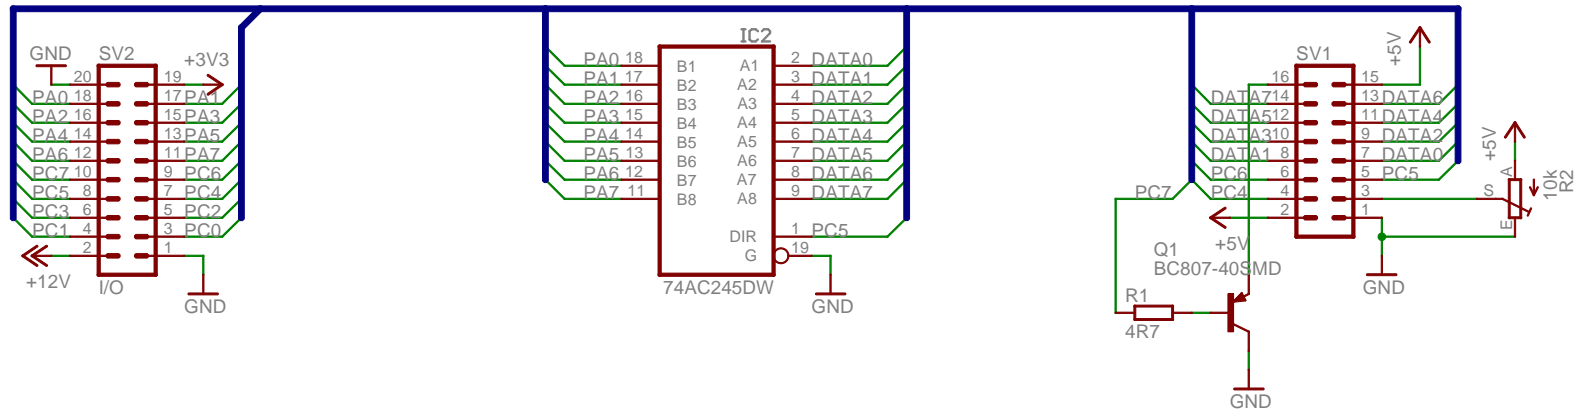 GND
SV2
+3V3
20
19
PA0
18
17
PA1
PA2
16
15
PA3
PA4
14
13
PA5
PA6
12
11
PA7
PC7
10
9
PC6
PC5
8
7
PC4
PC3
6
5
PC2
PC1
4
3
PC0
2
1
+12V
I/O
GND
IC2
PA0
18
B1
A1
2
DATA0
PA1
17
B2
A2
3
DATA1
PA2
16
B3
A3
4
DATA2
PA3
15
B4
A4
5
DATA3
PA4
14
B5
A5
6
DATA4
PA5
13
B6
A6
7
DATA5
PA6
12
B7
A7
8
DATA6
PA7
11
B8
A8
9
DATA7
DIR
1
PC5
G
19
74AC245DW
GND
SV1
+5V
16
15
DATA7
14
13
DATA6
DATA5
12
11
DATA4
DATA3
10
9
DATA2
DATA1
8
7
DATA0
PC6
6
5
PC5
PC7
PC4
4
3
2
1
+5V
+5V
A
S
E
10k
R2
GND
Q1
BC807-40SMD
R1
4R7
GND